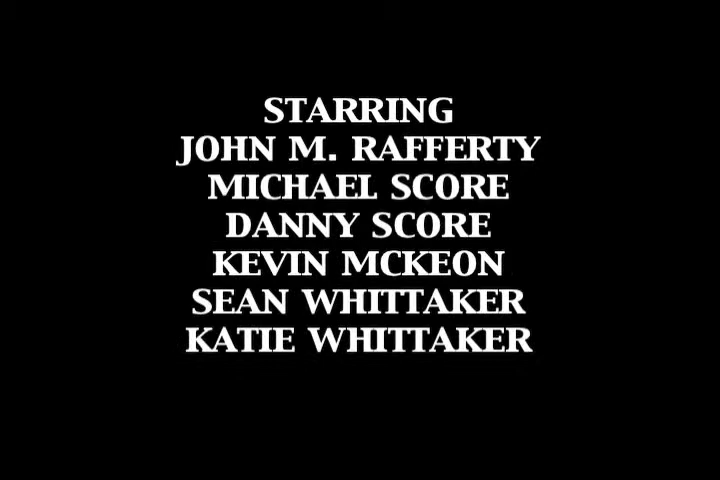 STARRING
JOHN M. RAFFERTY
MICHAEL SCORE
DANNY SCORE
KEVIN MCKEON
SEAN WHITTAKER
KATIE WHITTAKER